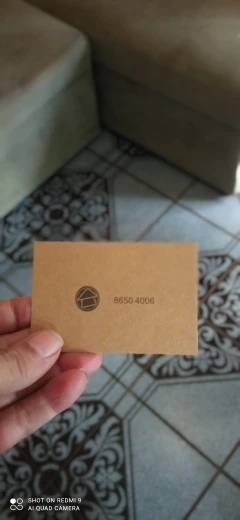 8650 4006
SHOT ON REDMI 9
AI QUAD CAMERA